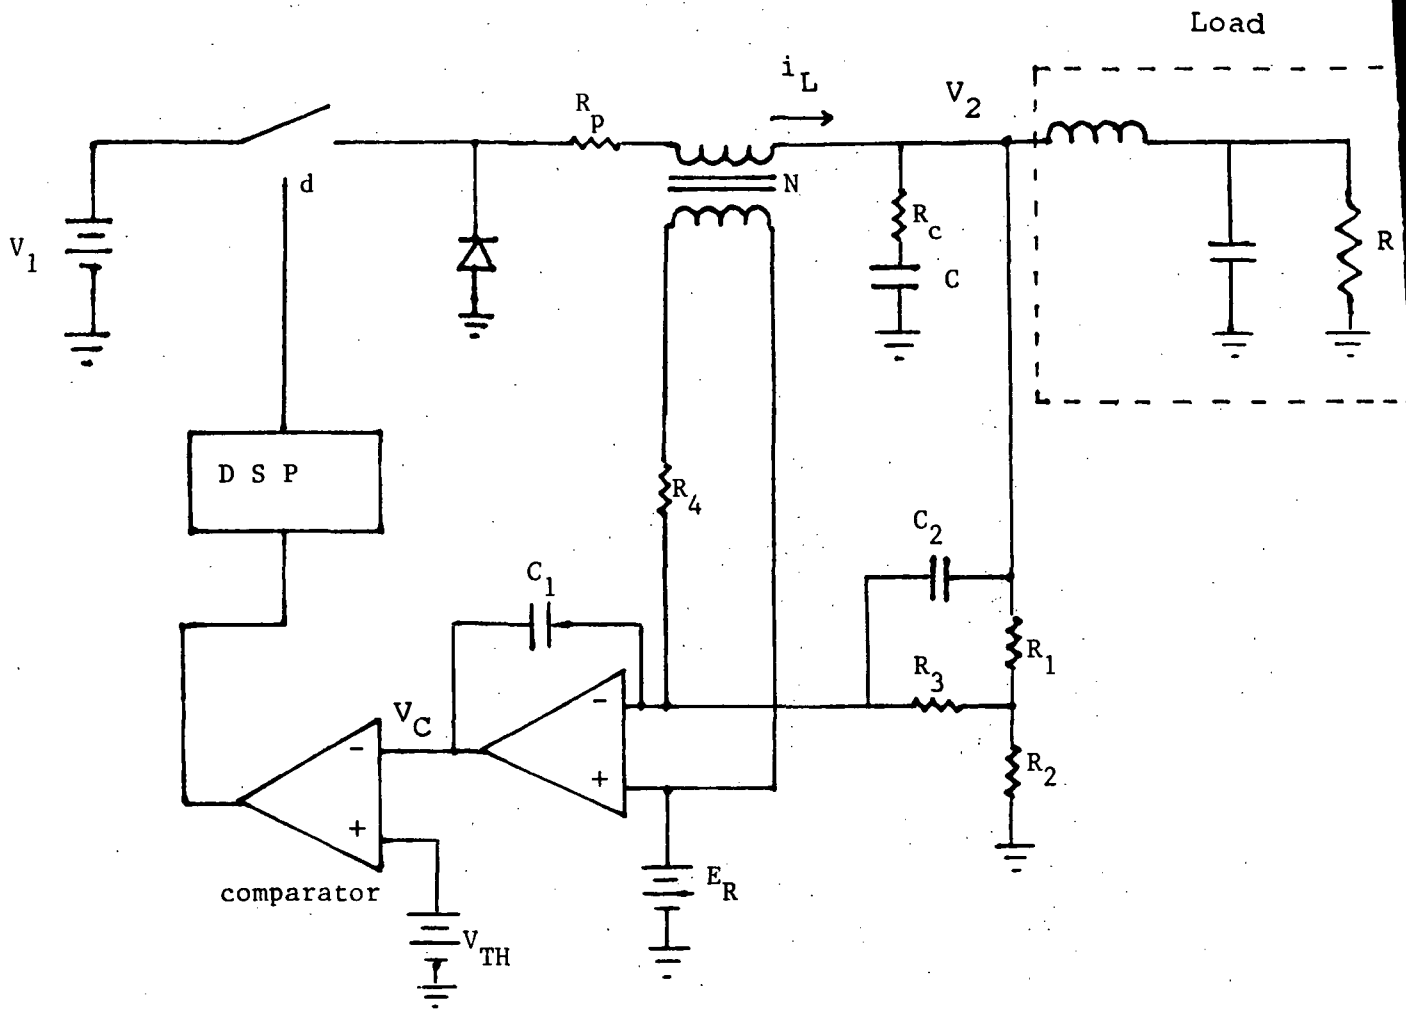 Load
i_L
R_p
V_2
d
N
V_1
R_c
C
R
D S P
R_4
C_2
C_1
R_1
R_3
-
V_C
-
+
R_2
+
comparator
E_R
V_TH